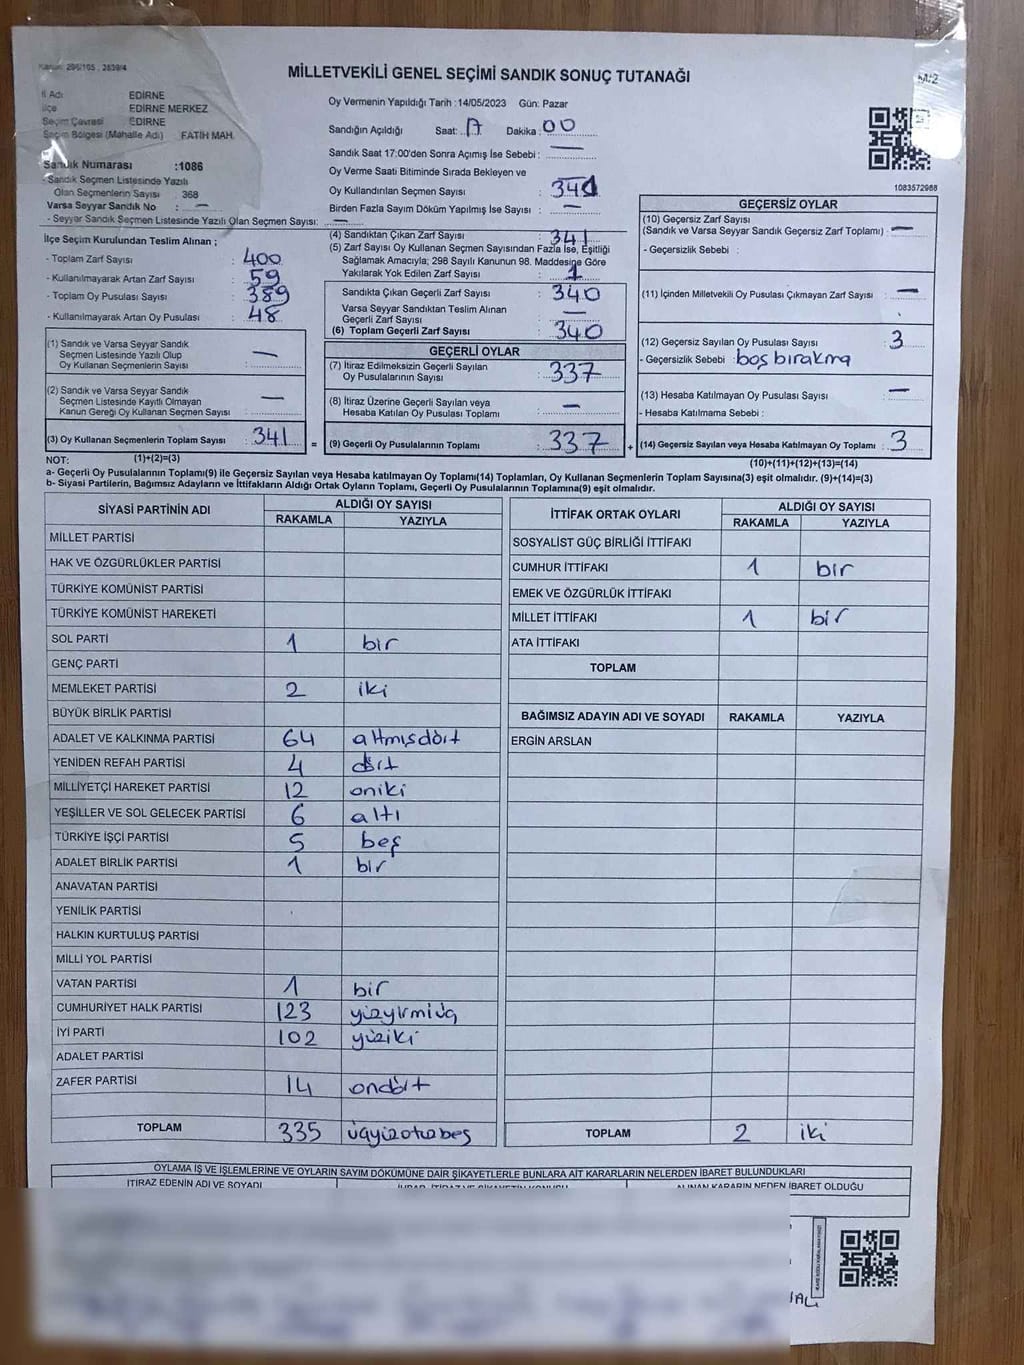 MİLLETVEKİLİ GENEL SEÇİMİ SANDIK SONUÇ TUTANAĞI
İl Adı EDİRNE
İlçe EDİRNE MERKEZ
Seçim Çevresi EDİRNE
Seçim Bölgesi (Mahalle Adı) FATİH MAH.
Sandık Numarası :1086
- Sandık Seçmen Listesinde Yazılı
Olan Seçmenlerin Sayısı : 368
Varsa Seyyar Sandık No : —
- Seyyar Sandık Seçmen Listesinde Yazılı Olan Seçmen Sayısı: —
Oy Vermenin Yapıldığı Tarih :14/05/2023 Gün: Pazar
Sandığın Açıldığı Saat: 17 Dakika: 00
Sandık Saat 17:00'den Sonra Açımış İse Sebebi : —
Oy Verme Saati Bitiminde Sırada Bekleyen ve
Oy Kullandırılan Seçmen Sayısı : 341
Birden Fazla Sayım Döküm Yapılmış İse Sayısı : —
1083572988
İlçe Seçim Kurulundan Teslim Alınan ;
- Toplam Zarf Sayısı : 400
- Kullanılmayarak Artan Zarf Sayısı : 59
- Toplam Oy Pusulası Sayısı : 389
- Kullanılmayarak Artan Oy Pusulası : 48
(1) Sandık ve Varsa Seyyar Sandık
Seçmen Listesinde Yazılı Olup
Oy Kullanan Seçmenlerin Sayısı : —
(2) Sandık ve Varsa Seyyar Sandık
Seçmen Listesinde Kayıtlı Olmayan
Kanun Gereği Oy Kullanan Seçmen Sayısı : —
(3) Oy Kullanan Seçmenlerin Toplam Sayısı : 341
(4) Sandıktan Çıkan Zarf Sayısı : 341
(5) Zarf Sayısı Oy Kullanan Seçmen Sayısından Fazla İse, Eşitliği
Sağlamak Amacıyla; 298 Sayılı Kanunun 98. Maddesine Göre
Yakılarak Yok Edilen Zarf Sayısı : 1
Sandıkta Çıkan Geçerli Zarf Sayısı : 340
Varsa Seyyar Sandıktan Teslim Alınan
Geçerli Zarf Sayısı : —
(6) Toplam Geçerli Zarf Sayısı : 340
GEÇERLİ OYLAR
(7) İtiraz Edilmeksizin Geçerli Sayılan
Oy Pusulalarının Sayısı : 337
(8) İtiraz Üzerine Geçerli Sayılan veya
Hesaba Katılan Oy Pusulası Toplamı : —
= (9) Geçerli Oy Pusulalarının Toplamı : 337
GEÇERSİZ OYLAR
(10) Geçersiz Zarf Sayısı
(Sandık ve Varsa Seyyar Sandık Geçersiz Zarf Toplamı) : —
- Geçersizlik Sebebi :
(11) İçinden Milletvekili Oy Pusulası Çıkmayan Zarf Sayısı : —
(12) Geçersiz Sayılan Oy Pusulası Sayısı : 3
- Geçersizlik Sebebi : boş bırakma
(13) Hesaba Katılmayan Oy Pusulası Sayısı : —
- Hesaba Katılmama Sebebi :
+ (14) Geçersiz Sayılan veya Hesaba Katılmayan Oy Toplamı : 3
NOT: (1)+(2)=(3)
(10)+(11)+(12)+(13)=(14)
a- Geçerli Oy Pusulalarının Toplamı(9) ile Geçersiz Sayılan veya Hesaba katılmayan Oy Toplamı(14) Toplamları, Oy Kullanan Seçmenlerin Toplam Sayısına(3) eşit olmalıdır. (9)+(14)=(3)
b- Siyasi Partilerin, Bağımsız Adayların ve İttifakların Aldığı Ortak Oyların Toplamı, Geçerli Oy Pusulalarının Toplamına(9) eşit olmalıdır.
SİYASİ PARTİNİN ADI ALDIĞI OY SAYISI
RAKAMLA YAZIYLA
MİLLET PARTİSİ
HAK VE ÖZGÜRLÜKLER PARTİSİ
TÜRKİYE KOMÜNİST PARTİSİ
TÜRKİYE KOMÜNİST HAREKETİ
SOL PARTİ 1 bir
GENÇ PARTİ
MEMLEKET PARTİSİ 2 iki
BÜYÜK BİRLİK PARTİSİ
ADALET VE KALKINMA PARTİSİ 64 altmışdört
YENİDEN REFAH PARTİSİ 4 dört
MİLLİYETÇİ HAREKET PARTİSİ 12 oniki
YEŞİLLER VE SOL GELECEK PARTİSİ 6 altı
TÜRKİYE İŞÇİ PARTİSİ 5 beş
ADALET BİRLİK PARTİSİ 1 bir
ANAVATAN PARTİSİ
YENİLİK PARTİSİ
HALKIN KURTULUŞ PARTİSİ
MİLLİ YOL PARTİSİ
VATAN PARTİSİ 1 bir
CUMHURİYET HALK PARTİSİ 123 yüzyirmiüç
İYİ PARTİ 102 yüziki
ADALET PARTİSİ
ZAFER PARTİSİ 14 ondört
TOPLAM 335 üçyüzotuzbeş
İTTİFAK ORTAK OYLARI ALDIĞI OY SAYISI
RAKAMLA YAZIYLA
SOSYALİST GÜÇ BİRLİĞİ İTTİFAKI
CUMHUR İTTİFAKI 1 bir
EMEK VE ÖZGÜRLÜK İTTİFAKI
MİLLET İTTİFAKI 1 bir
ATA İTTİFAKI
TOPLAM
BAĞIMSIZ ADAYIN ADI VE SOYADI RAKAMLA YAZIYLA
ERGİN ARSLAN
TOPLAM 2 iki
OYLAMA İŞ VE İŞLEMLERİNE VE OYLARIN SAYIM DÖKÜMÜNE DAİR ŞİKAYETLERLE BUNLARA AİT KARARLARIN NELERDEN İBARET BULUNDUKLARI
İTİRAZ EDENİN ADI VE SOYADI
ALINAN KARARIN NEDEN İBARET OLDUĞU